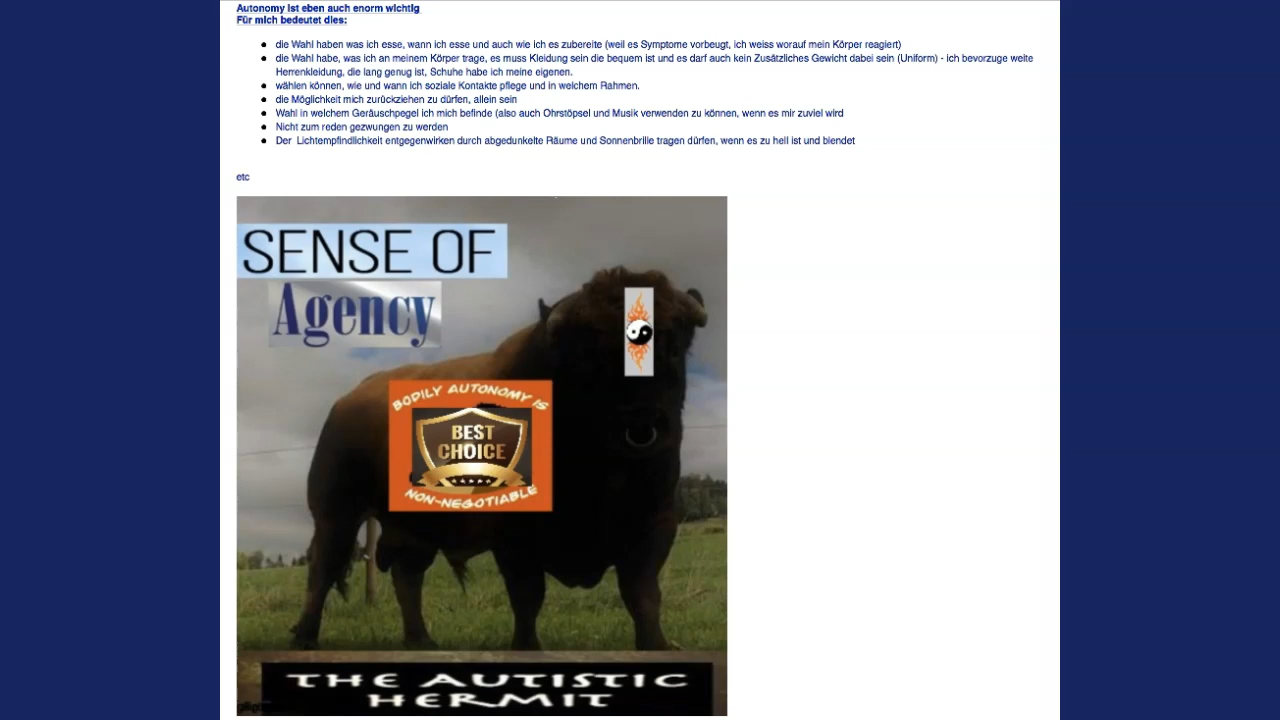 Autonomy ist eben auch enorm wichtig
Für mich bedeutet dies:
die Wahl haben was ich esse, wann ich esse und auch wie ich es zubereite (weil es Symptome vorbeugt, ich weiss worauf mein Körper reagiert)
die Wahl habe, was ich an meinem Körper trage, es muss Kleidung sein die bequem ist und es darf auch kein Zusätzliches Gewicht dabei sein (Uniform) - ich bevorzuge weite
Herrenkleidung, die lang genug ist, Schuhe habe ich meine eigenen.
wählen können, wie und wann ich soziale Kontakte pflege und in welchem Rahmen.
die Möglichkeit mich zurückziehen zu dürfen, allein sein
Wahl in welchem Geräuschpegel ich mich befinde (also auch Ohrstöpsel und Musik verwenden zu können, wenn es mir zuviel wird
Nicht zum reden gezwungen zu werden
Der Lichtempfindlichkeit entgegenwirken durch abgedunkelte Räume und Sonnenbrille tragen dürfen, wenn es zu hell ist und blendet
etc
SENSE OF
Agency
BODILY AUTONOMY IS
BEST
CHOICE
NON-NEGOTIABLE
THE AUTISTIC
HERMIT